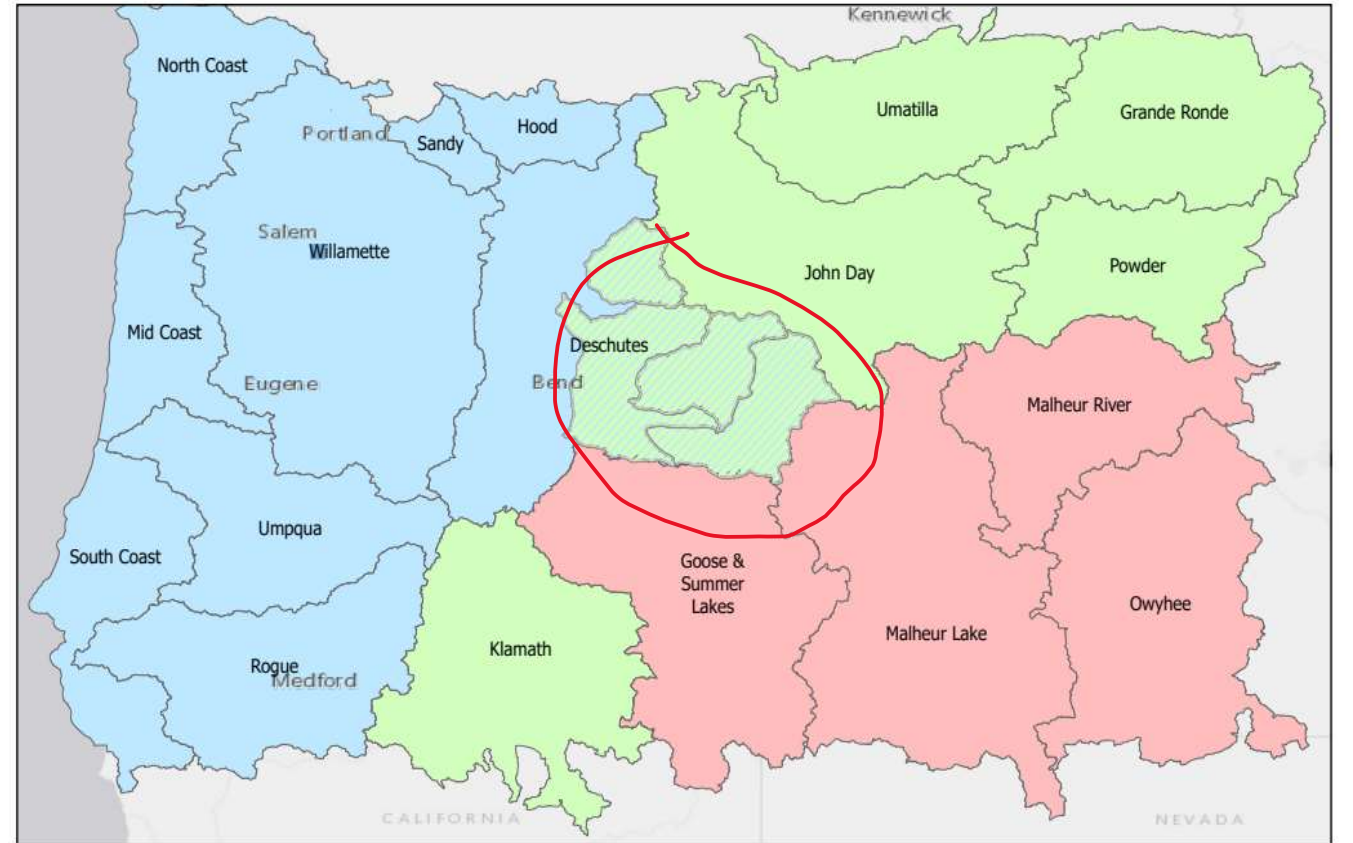 Kennewick
North Coast
Umatilla
Grande Ronde
Portland
Sandy
Hood
Salem
Willamette
John Day
Powder
Mid Coast
Deschutes
Eugene
Bend
Malheur River
Umpqua
South Coast
Goose &
Summer
Lakes
Owyhee
Malheur Lake
Klamath
Rogue
Medford
CALIFORNIA
NEVADA